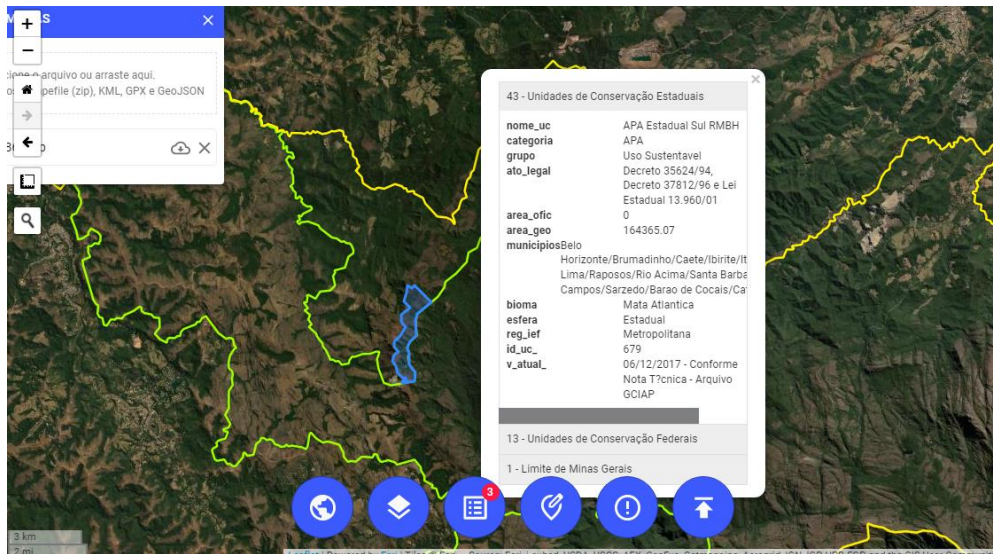 cione o arquivo ou arraste aqui.
pefile (zip), KML, GPX e GeoJSON
43 - Unidades de Conservação Estaduais
nome_uc APA Estadual Sul RMBH
categoria APA
grupo Uso Sustentavel
ato_legal Decreto 35624/94,
Decreto 37812/96 e Lei
Estadual 13.960/01
area_ofic 0
area_geo 164365.07
municipios Belo
Horizonte/Brumadinho/Caete/Ibirite/It
Lima/Raposos/Rio Acima/Santa Barba
Campos/Sarzedo/Barao de Cocais/Ca
bioma Mata Atlantica
esfera Estadual
reg_ief Metropolitana
id_uc_ 679
v_atual_ 06/12/2017 - Conforme
Nota T?cnica - Arquivo
GCIAP
13 - Unidades de Conservação Federais
1 - Limite de Minas Gerais
3
3 km
2 mi